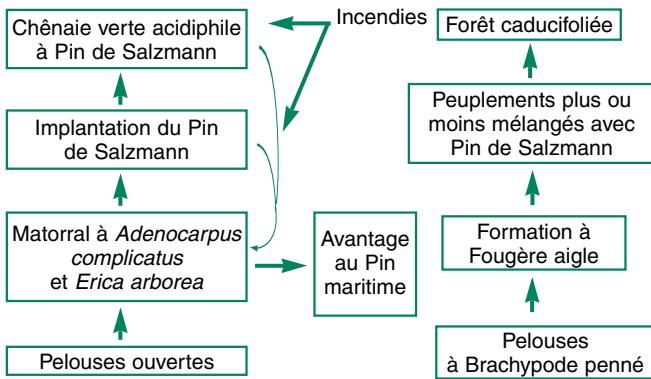 Chênaie verte acidiphile
à Pin de Salzmann
Incendies
Implantation du Pin
de Salzmann
Matorral à Adenocarpus
complicatus
et Erica arborea
Avantage
au Pin
maritime
Pelouses ouvertes
Forêt caducifoliée
Peuplements plus ou
moins mélangés avec
Pin de Salzmann
Formation à
Fougère aigle
Pelouses
à Brachypode penné